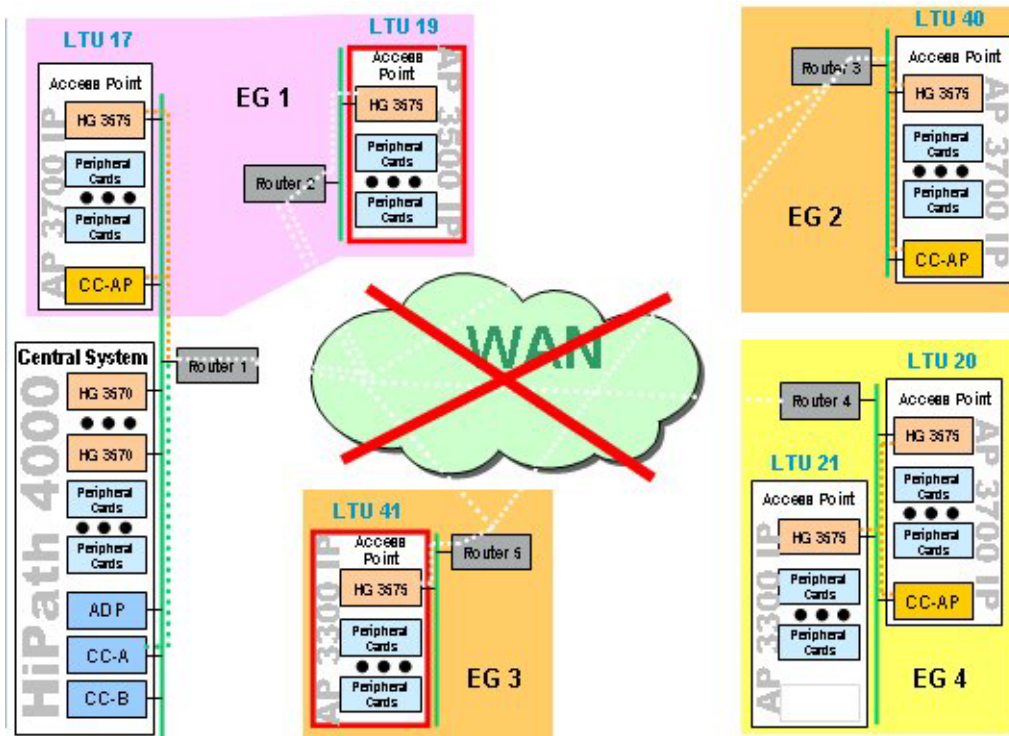 LTU 17
Access Point
HG 3575
Peripheral
Cards
Peripheral
Cards
CC-AP
AP 3700 IP
EG 1
LTU 19
Access
Point
HG 3575
Peripheral
Cards
Peripheral
Cards
AP 3500 IP
Router 2
LTU 40
Access Point
HG 3575
Peripheral
Cards
Peripheral
Cards
CC-AP
AP 3700 IP
Router 3
EG 2
WAN
Central System
HG 3570
HG 3570
Peripheral
Cards
Peripheral
Cards
ADP
CC-A
CC-B
HiPath 4000
Router 1
LTU 41
Access
Point
HG 3575
Peripheral
Cards
Peripheral
Cards
AP 3300 IP
Router 5
EG 3
LTU 20
Access Point
HG 3575
Peripheral
Cards
Peripheral
Cards
CC-AP
AP 3700 IP
Router 4
LTU 21
Access Point
HG 3575
Peripheral
Cards
Peripheral
Cards
AP 3300 IP
EG 4